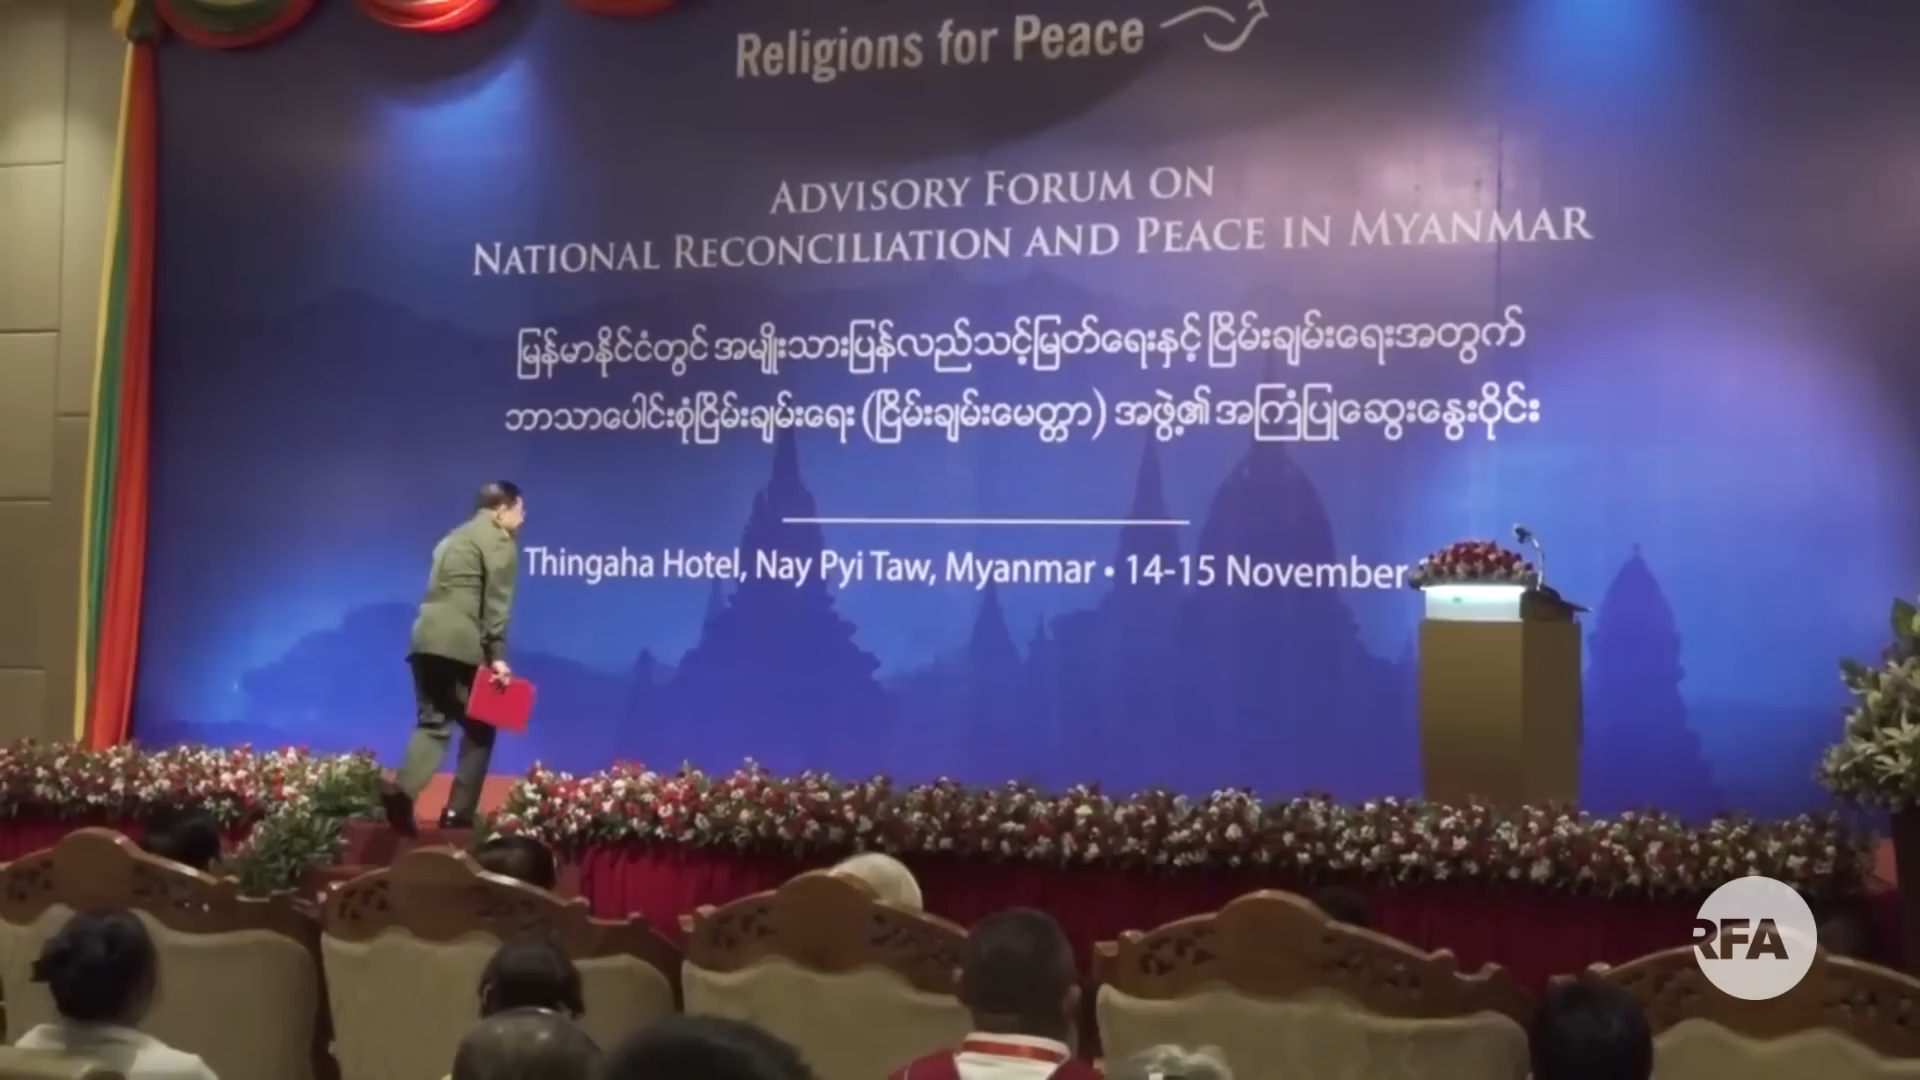 Religions for Peace
ADVISORY FORUM ON
NATIONAL RECONCILIATION AND PEACE IN MYANMAR
မြန်မာနိုင်ငံတွင် အမျိုးသားပြန်လည်သင့်မြတ်ရေးနှင့် ငြိမ်းချမ်းရေးအတွက်
ဘာသာပေါင်းစုံငြိမ်းချမ်းရေး (ငြိမ်းချမ်းမေတ္တာ) အဖွဲ့၏ အကြံပြုဆွေးနွေးဝိုင်း
Thingaha Hotel, Nay Pyi Taw, Myanmar • 14-15 November
RFA